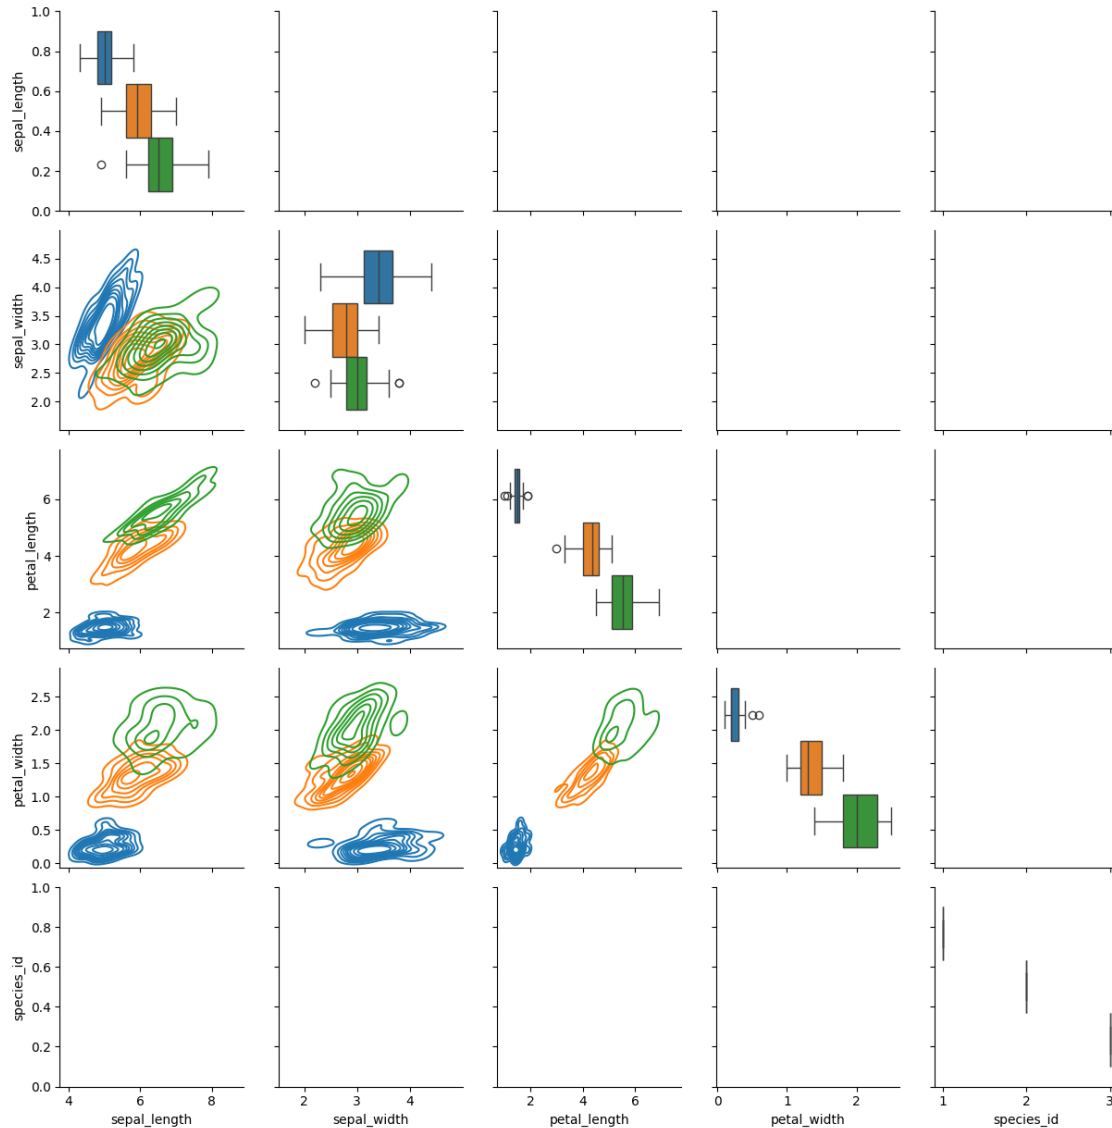 1.0
0.8
0.6
0.4
0.2
0.0
sepal_length
4.5
4.0
3.5
3.0
2.5
2.0
sepal_width
6
4
2
petal_length
2.5
2.0
1.5
1.0
0.5
0.0
petal_width
1.0
0.8
0.6
0.4
0.2
0.0
species_id
4 6 8
2 3 4
2 4 6
0 1 2
1 2 3
sepal_length
sepal_width
petal_length
petal_width
species_id